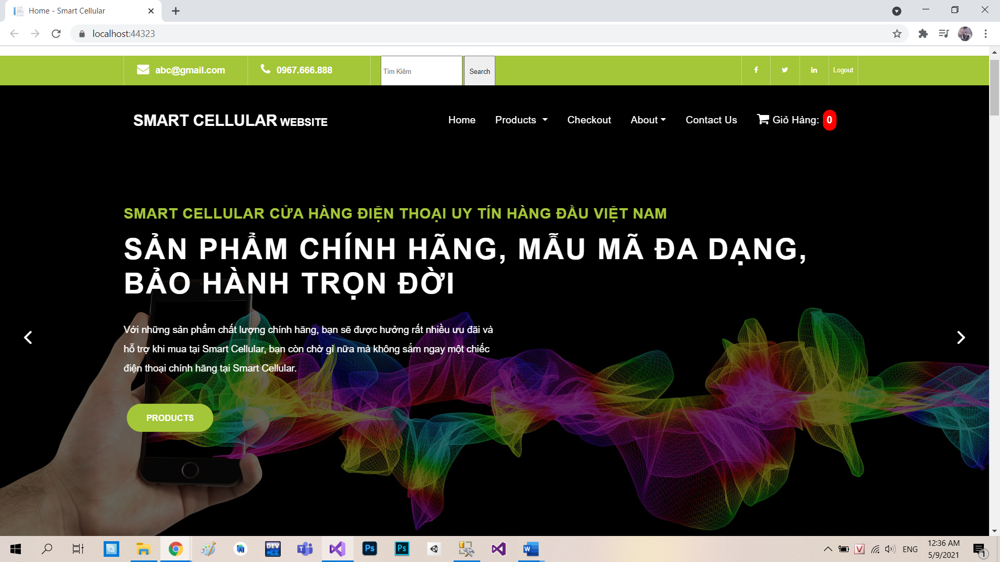 Home - Smart Cellular
localhost:44323
abc@gmail.com
0967.666.888
Tìm Kiêm
Search
Logout
SMART CELLULAR WEBSITE
Home
Products
Checkout
About
Contact Us
Giỏ Hàng: 0
SMART CELLULAR CỬA HÀNG ĐIỆN THOẠI UY TÍN HÀNG ĐẦU VIỆT NAM
SẢN PHẨM CHÍNH HÃNG, MẪU MÃ ĐA DẠNG,
BẢO HÀNH TRỌN ĐỜI
Với những sản phẩm chất lượng chính hãng, bạn sẽ được hưởng rất nhiều ưu đãi và
hỗ trợ khi mua tại Smart Cellular, bạn còn chờ gì nữa mà không sắm ngay một chiếc
điện thoại chính hãng tại Smart Cellular.
PRODUCTS
DEV
C++
T
Ps
Ps
W
V
ENG
12:36 AM
5/9/2021
1